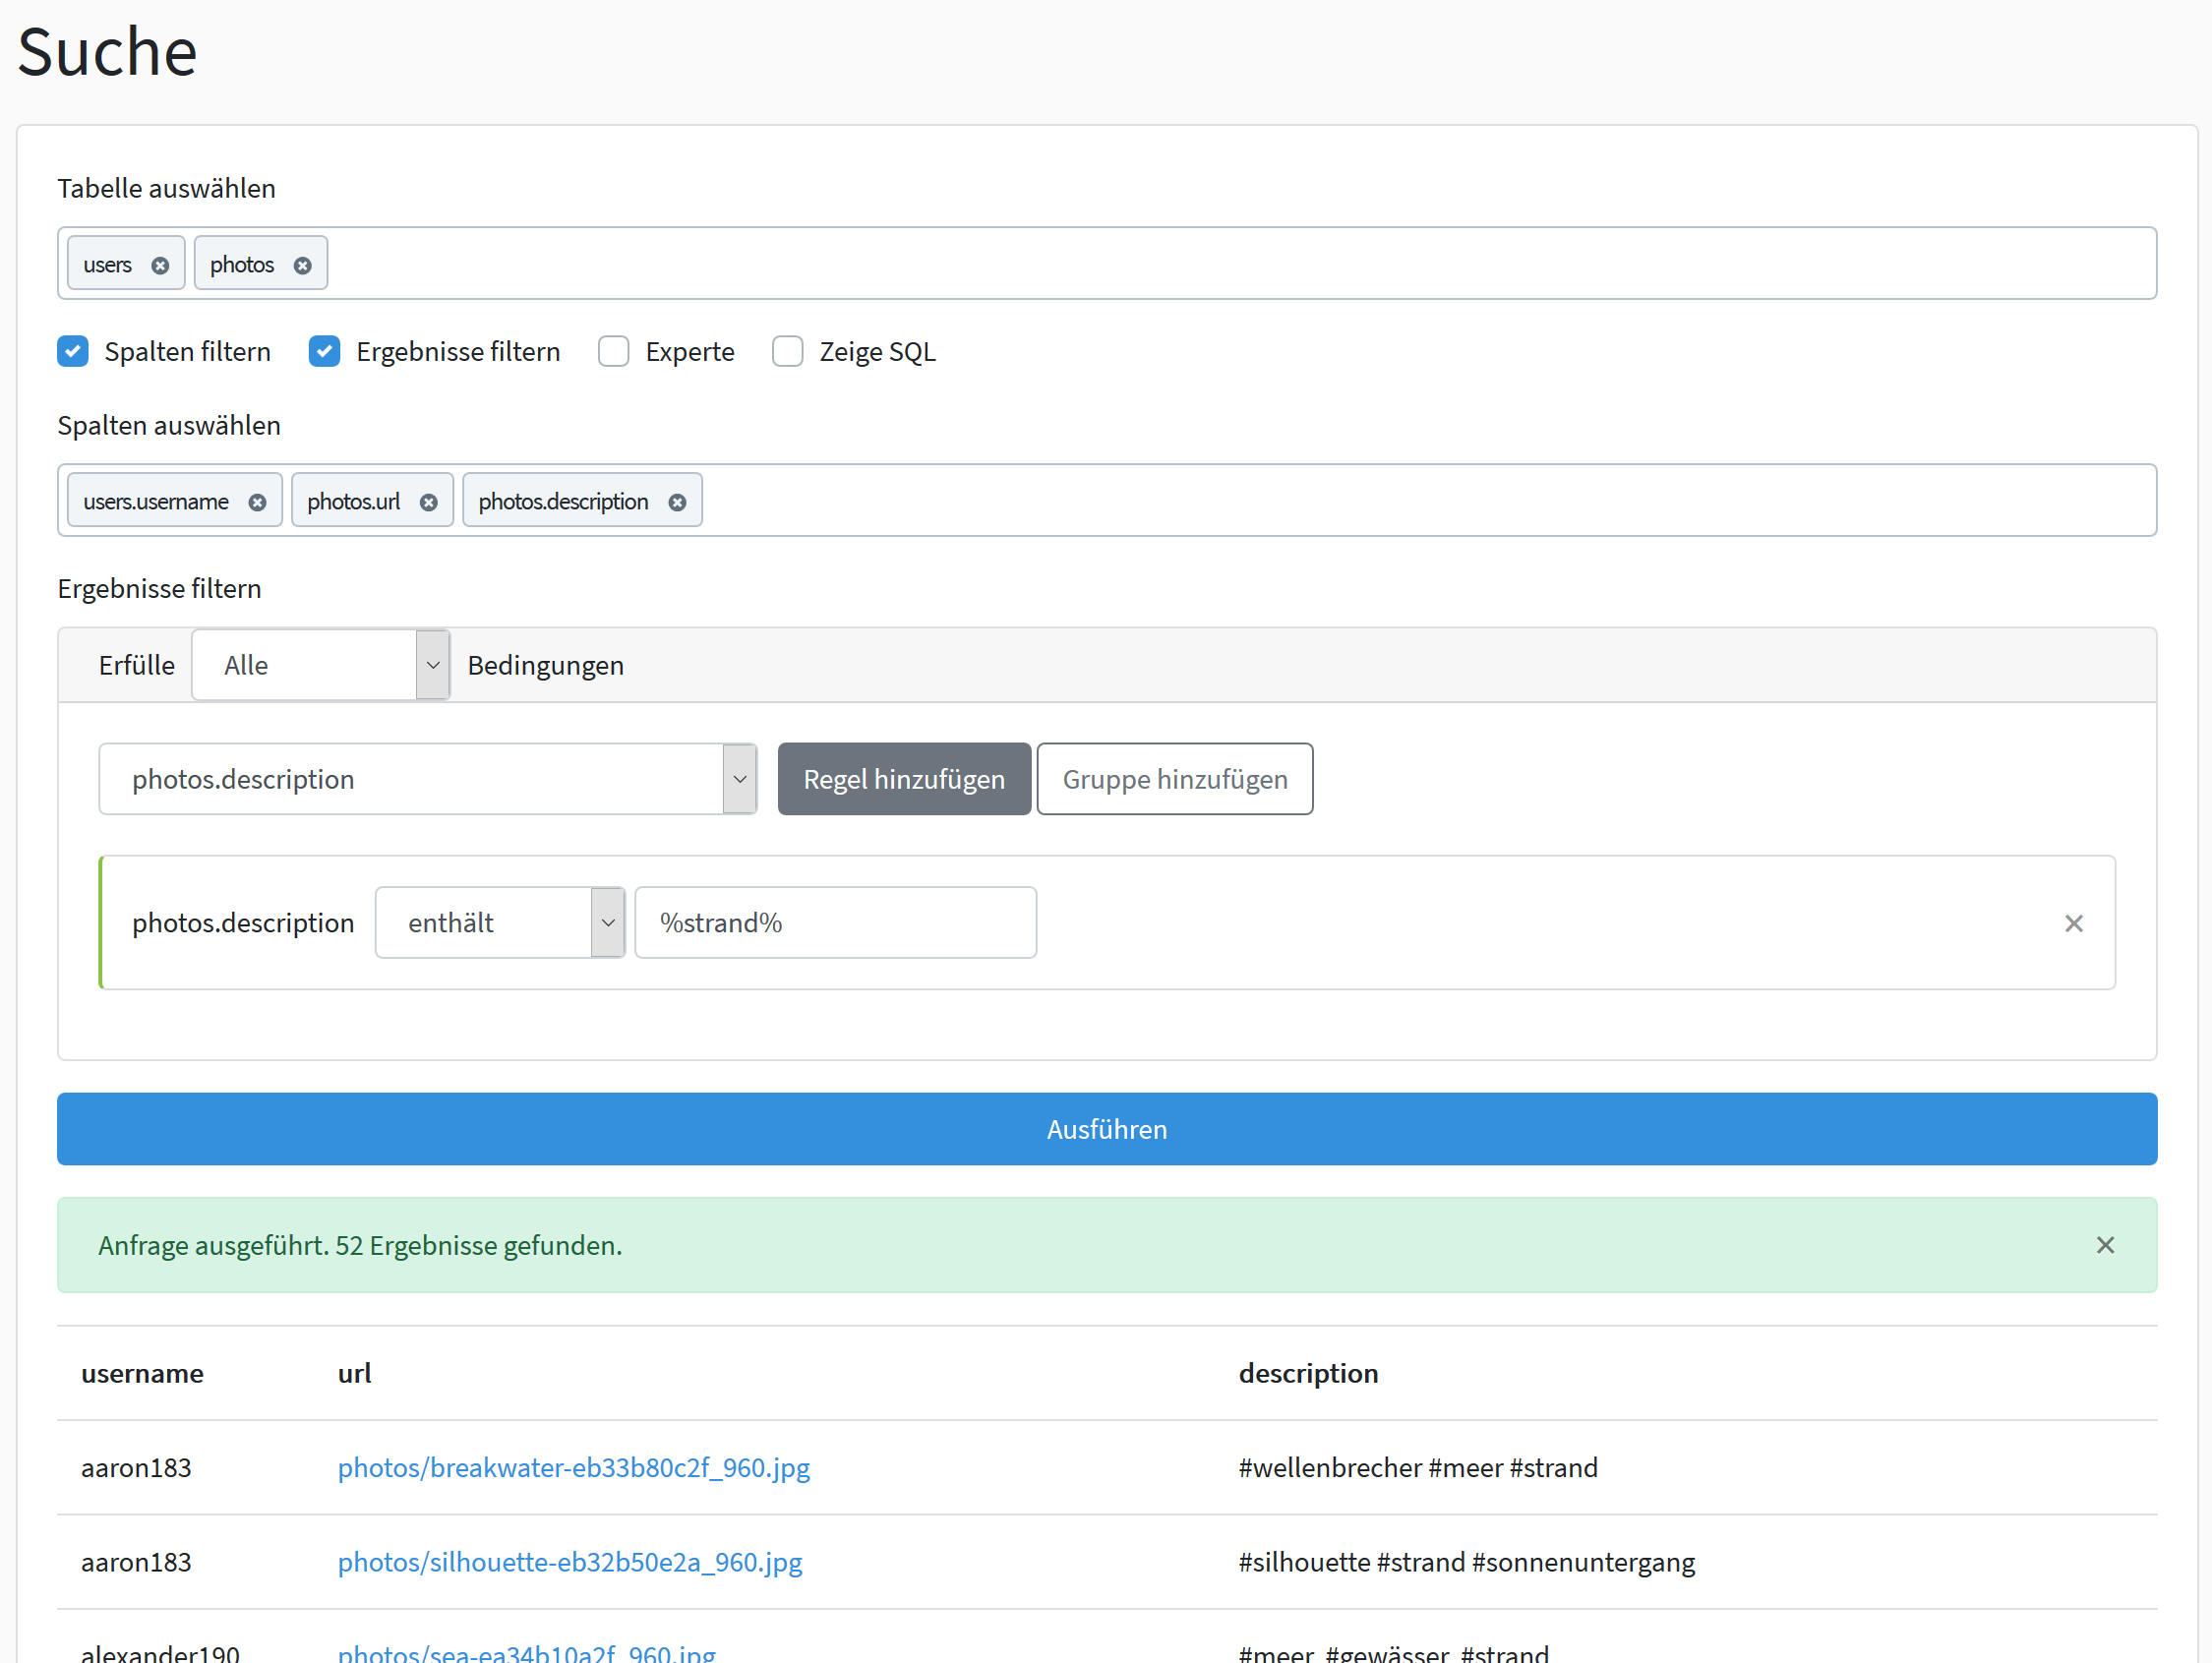 Suche
Tabelle auswählen
users photos
Spalten filtern Ergebnisse filtern Experte Zeige SQL
Spalten auswählen
users.username photos.url photos.description
Ergebnisse filtern
Erfülle Alle Bedingungen
photos.description Regel hinzufügen Gruppe hinzufügen
photos.description enthält %strand%
Ausführen
Anfrage ausgeführt. 52 Ergebnisse gefunden.
username url description
aaron183 photos/breakwater-eb33b80c2f_960.jpg #wellenbrecher #meer #strand
aaron183 photos/silhouette-eb32b50e2a_960.jpg #silhouette #strand #sonnenuntergang
alexander190 photos/sea-ea34b10a2f_960.jpg #meer, #gewässer, #strand